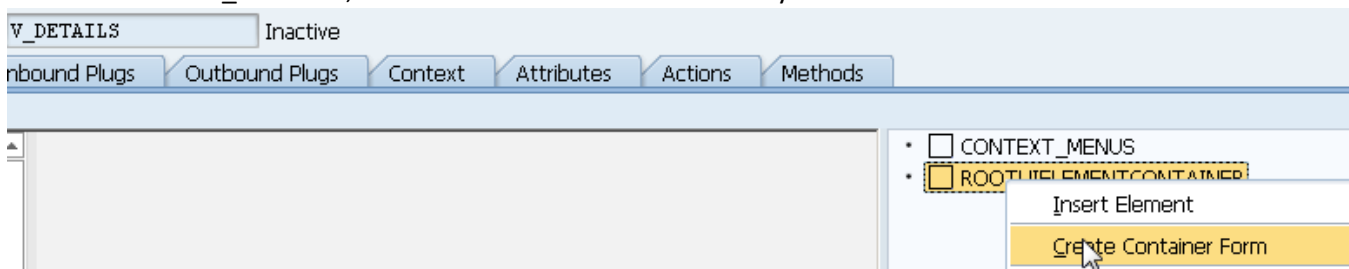 V_DETAILS Inactive
nbound Plugs Outbound Plugs Context Attributes Actions Methods
CONTEXT_MENUS
ROOTUIELEMENTCONTAINER
Insert Element
Create Container Form